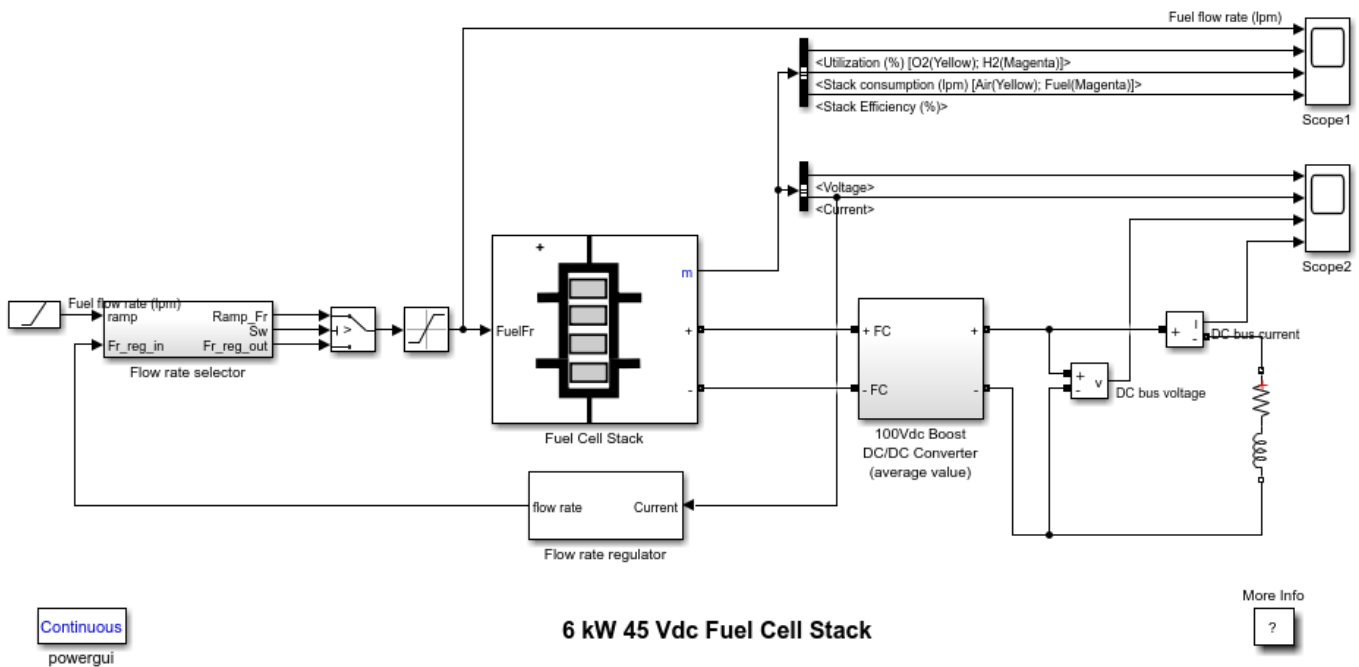 Fuel flow rate (lpm)
<Utilization (%) [O2(Yellow); H2(Magenta)]>
<Stack consumption (lpm) [Air(Yellow); Fuel(Magenta)]>
<Stack Efficiency (%)>
Scope1
<Voltage>
<Current>
Scope2
+
m
Fuel flow rate (lpm)
ramp
Ramp_Fr
Sw
Fr_reg_in
Fr_reg_out
>
Flow rate selector
FuelFr
+
-
Fuel Cell Stack
+ FC
+
- FC
-
100Vdc Boost
DC/DC Converter
(average value)
+
I
-
DC bus current
+
-
v
DC bus voltage
+
flow rate
Current
Flow rate regulator
Continuous
powergui
6 kW 45 Vdc Fuel Cell Stack
More Info
?